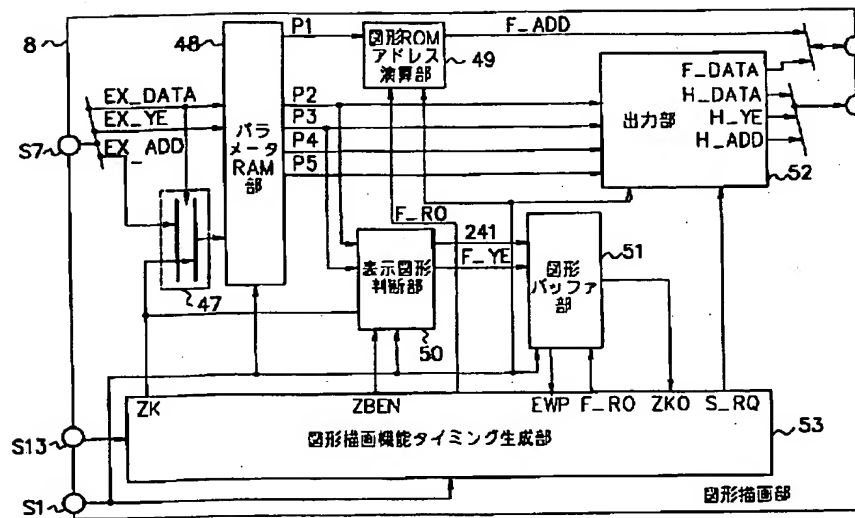 8
48
P1
図形ROM
アドレス
演算部
49
F_ADD
F_DATA
H_DATA
H_YE
H_ADD
EX_DATA
EX_YE
EX_ADD
S7
パラ
メータ
RAM部
P2
P3
P4
P5
出力部
52
F_RO
47
表示図形
判断部
50
241
F_YE
図形
バッファ
部
51
ZK
ZBEN
EWP
F_RO
ZKO
S_RQ
図形描画機能タイミング生成部
53
S13
S1
図形描画部